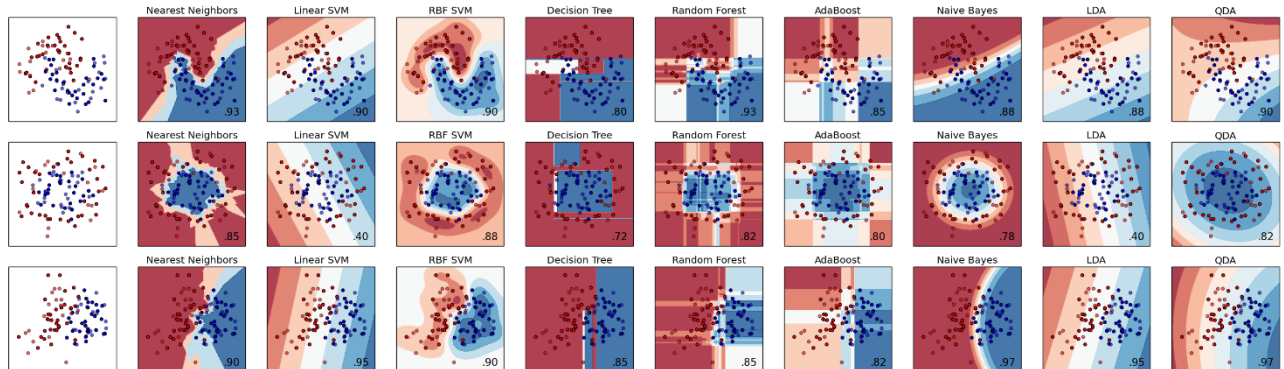 Nearest Neighbors Linear SVM RBF SVM Decision Tree Random Forest AdaBoost Naive Bayes LDA QDA
.93 .90 .90 .80 .93 .85 .88 .88 .90
Nearest Neighbors Linear SVM RBF SVM Decision Tree Random Forest AdaBoost Naive Bayes LDA QDA
.85 .40 .88 .72 .82 .80 .78 .40 .82
Nearest Neighbors Linear SVM RBF SVM Decision Tree Random Forest AdaBoost Naive Bayes LDA QDA
.90 .95 .90 .85 .85 .82 .97 .95 .97